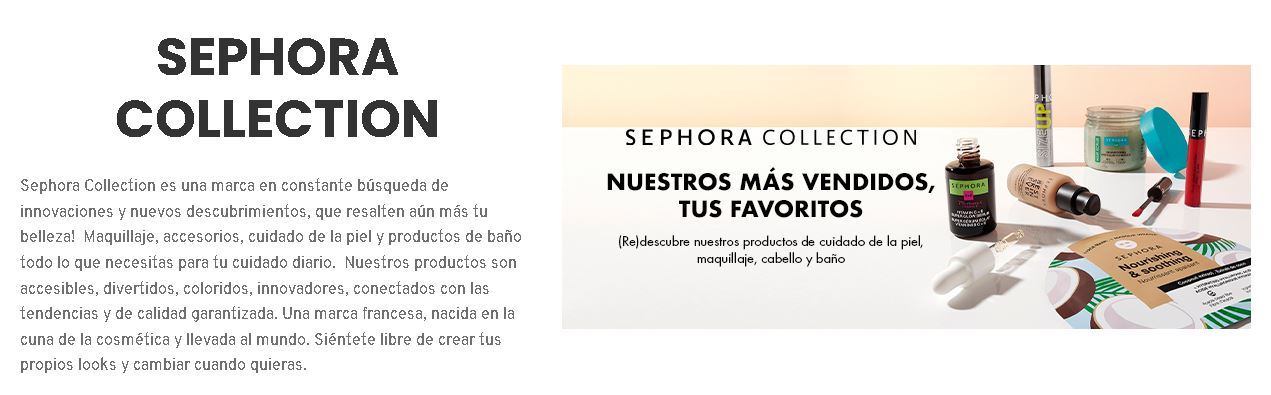 SEPHORA
COLLECTION
Sephora Collection es una marca en constante búsqueda de
innovaciones y nuevos descubrimientos, que resalten aún más tu
belleza! Maquillaje, accesorios, cuidado de la piel y productos de baño
todo lo que necesitas para tu cuidado diario. Nuestros productos son
accesibles, divertidos, coloridos, innovadores, conectados con las
tendencias y de calidad garantizada. Una marca francesa, nacida en la
cuna de la cosmética y llevada al mundo. Siéntete libre de crear tus
propios looks y cambiar cuando quieras.
SEPHORA COLLECTION
NUESTROS MÁS VENDIDOS,
TUS FAVORITOS
(Re)descubre nuestros productos de cuidado de la piel,
maquillaje, cabello y baño
SEPHORA
SEPHORA
Nourishing
& soothing